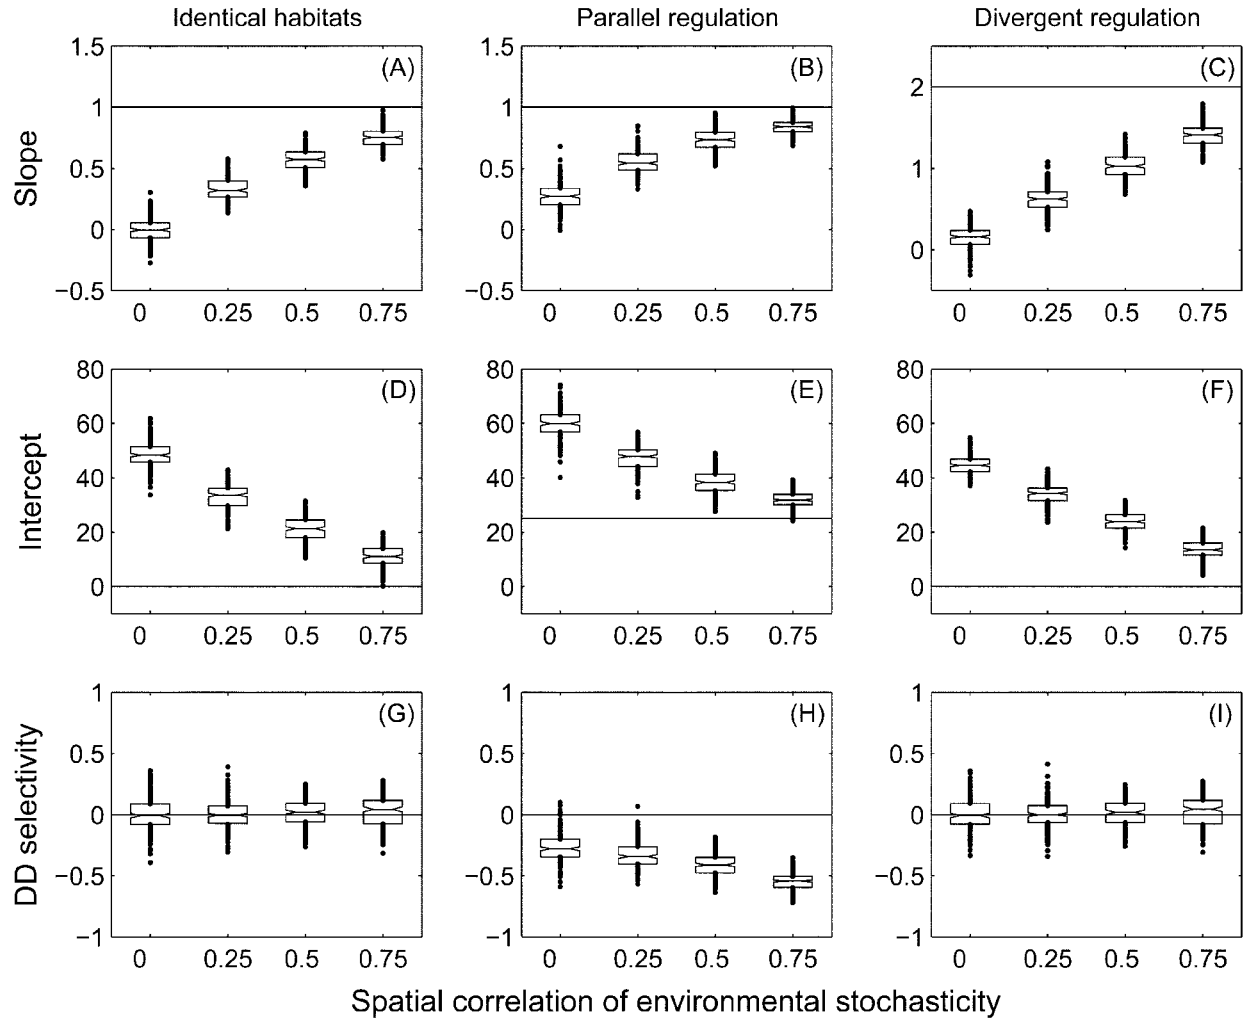 Identical habitats Parallel regulation Divergent regulation
1.5 (A) 1.5 (B) (C)
2
1 1
Slope 0.5 0.5 1
0 0 0
−0.5 −0.5
0 0.25 0.5 0.75 0 0.25 0.5 0.75 0 0.25 0.5 0.75
80 (D) 80 (E) 80 (F)
60 60 60
Intercept 40 40 40
20 20 20
0 0 0
0 0.25 0.5 0.75 0 0.25 0.5 0.75 0 0.25 0.5 0.75
1 (G) 1 (H) 1 (I)
0.5 0.5 0.5
DD selectivity 0 0 0
−0.5 −0.5 −0.5
−1 −1 −1
0 0.25 0.5 0.75 0 0.25 0.5 0.75 0 0.25 0.5 0.75
Spatial correlation of environmental stochasticity